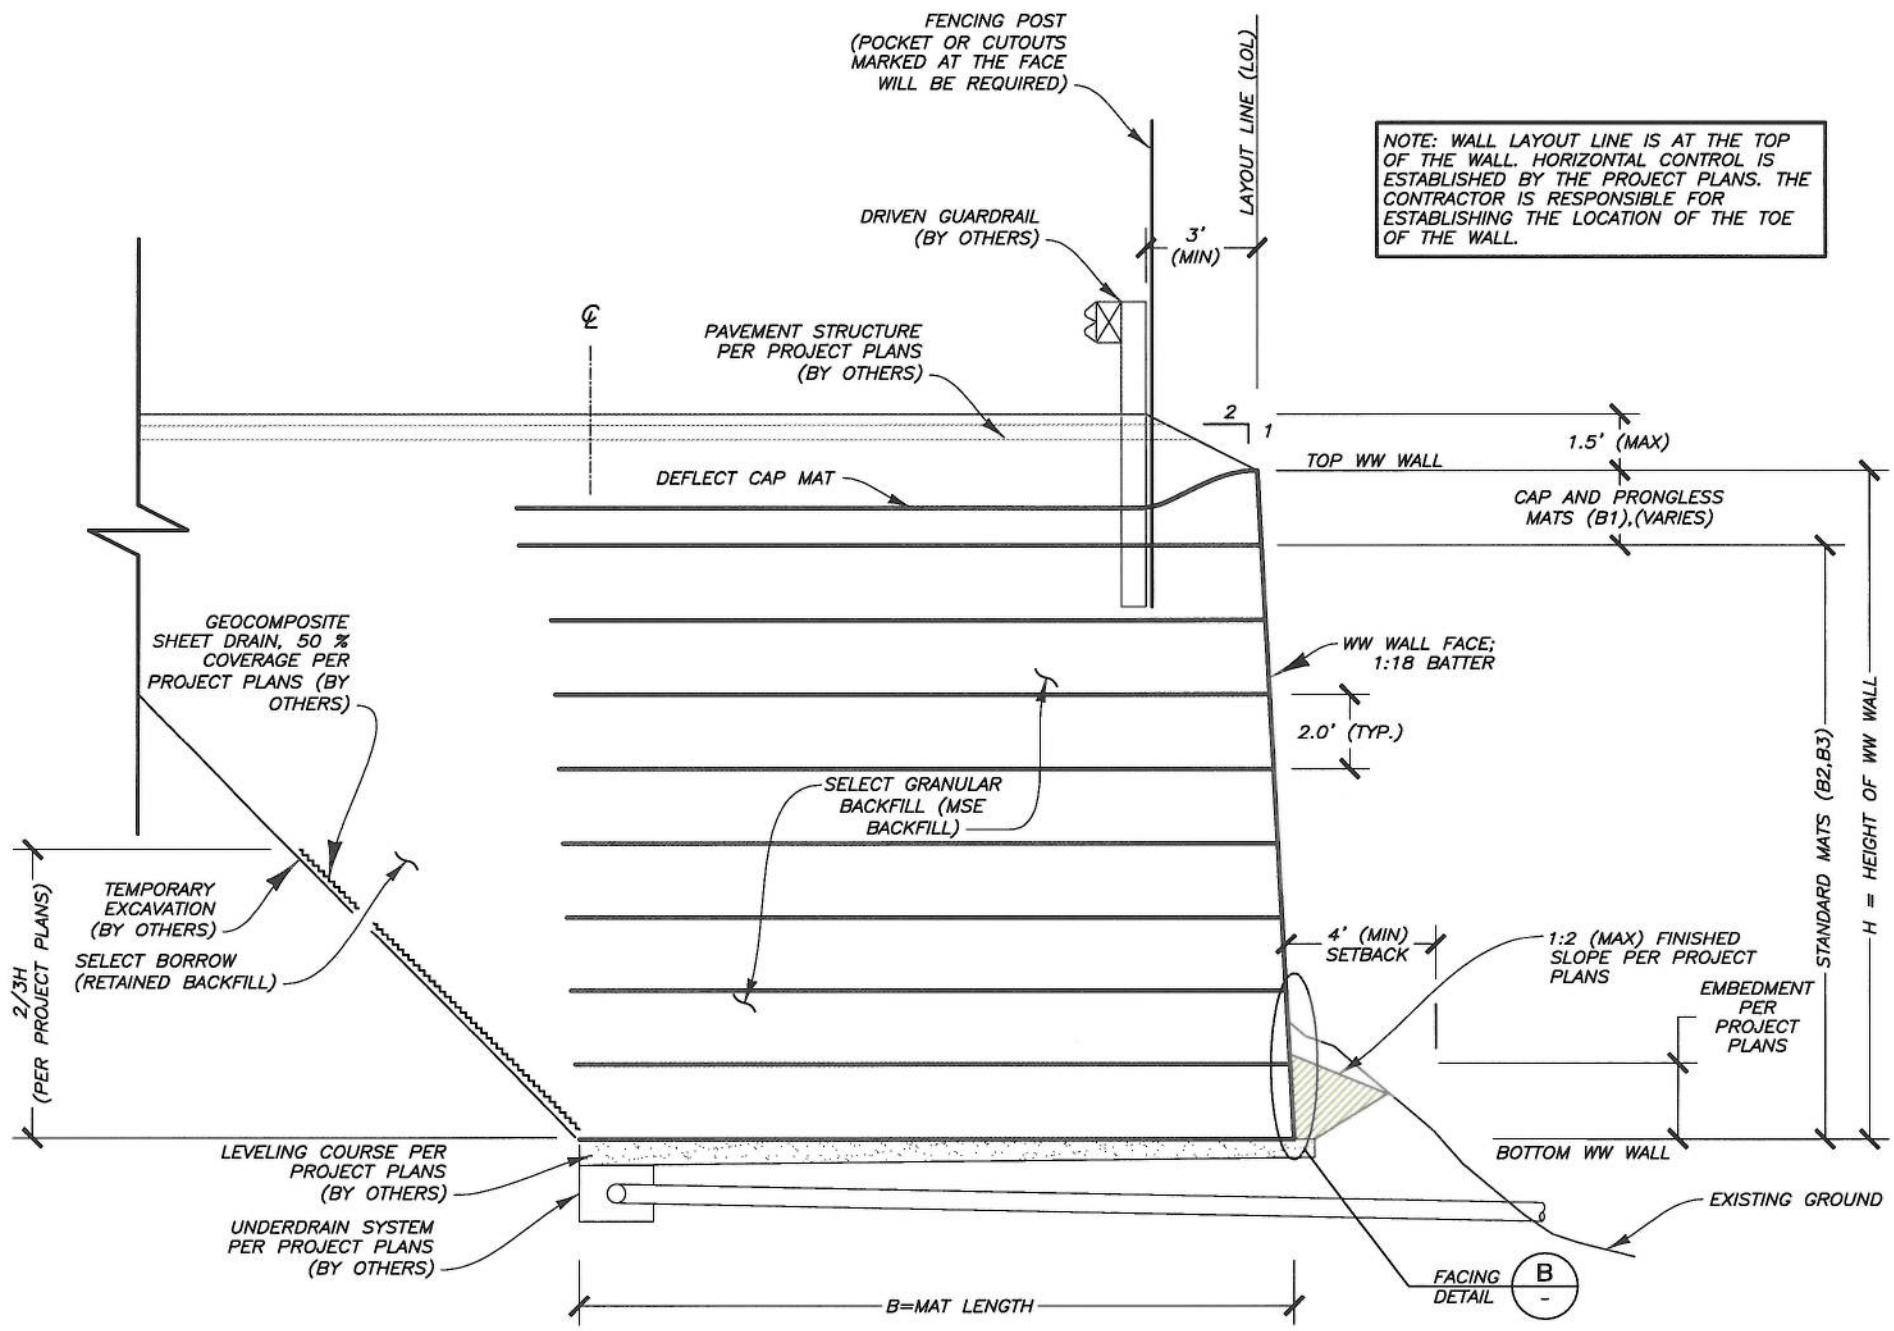 FENCING POST
(POCKET OR CUTOUTS
MARKED AT THE FACE
WILL BE REQUIRED)
LAYOUT LINE (LOL)
NOTE: WALL LAYOUT LINE IS AT THE TOP
OF THE WALL. HORIZONTAL CONTROL IS
ESTABLISHED BY THE PROJECT PLANS. THE
CONTRACTOR IS RESPONSIBLE FOR
ESTABLISHING THE LOCATION OF THE TOE
OF THE WALL.
DRIVEN GUARDRAIL
(BY OTHERS)
3'
(MIN)
℄
PAVEMENT STRUCTURE
PER PROJECT PLANS
(BY OTHERS)
2
1
1.5' (MAX)
TOP WW WALL
DEFLECT CAP MAT
CAP AND PRONGLESS
MATS (B1),(VARIES)
GEOCOMPOSITE
SHEET DRAIN, 50 %
COVERAGE PER
PROJECT PLANS (BY
OTHERS)
WW WALL FACE;
1:18 BATTER
2.0' (TYP.)
SELECT GRANULAR
BACKFILL (MSE
BACKFILL)
STANDARD MATS (B2,B3)
H = HEIGHT OF WW WALL
TEMPORARY
EXCAVATION
(BY OTHERS)
SELECT BORROW
(RETAINED BACKFILL)
2/3H
(PER PROJECT PLANS)
4' (MIN)
SETBACK
1:2 (MAX) FINISHED
SLOPE PER PROJECT
PLANS
EMBEDMENT
PER
PROJECT
PLANS
LEVELING COURSE PER
PROJECT PLANS
(BY OTHERS)
BOTTOM WW WALL
EXISTING GROUND
UNDERDRAIN SYSTEM
PER PROJECT PLANS
(BY OTHERS)
B=MAT LENGTH
FACING
DETAIL
B
-